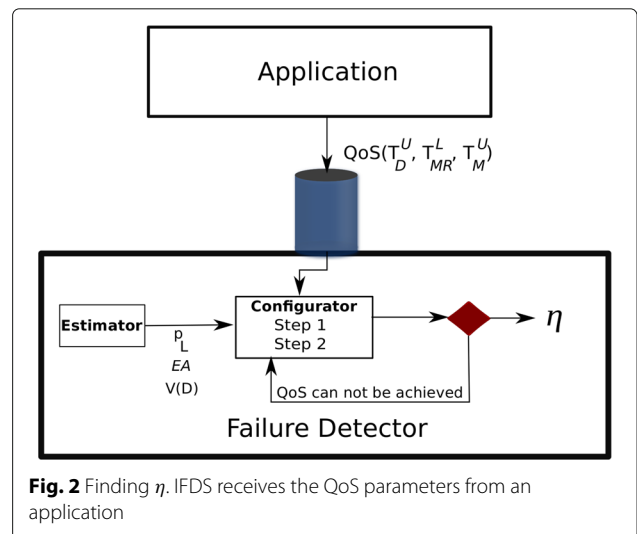 Application
QoS(T_D^U, T_MR^L, T_M^U)
Configurator
Step 1
Step 2
Estimator
p_L
EA
V(D)
η
QoS can not be achieved
Failure Detector
Fig. 2 Finding η. IFDS receives the QoS parameters from an
application